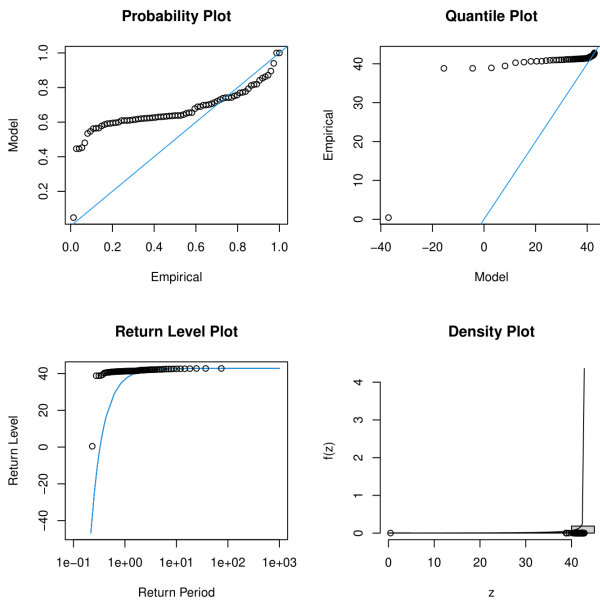 Probability Plot
Model
0.2 0.4 0.6 0.8 1.0
0.0 0.2 0.4 0.6 0.8 1.0
Empirical
Quantile Plot
Empirical
0 10 20 30 40
−40 −20 0 20 40
Model
Return Level Plot
Return Level
−40 −20 0 20 40
1e−01 1e+00 1e+01 1e+02 1e+03
Return Period
Density Plot
f(z)
0 1 2 3 4
0 10 20 30 40
z